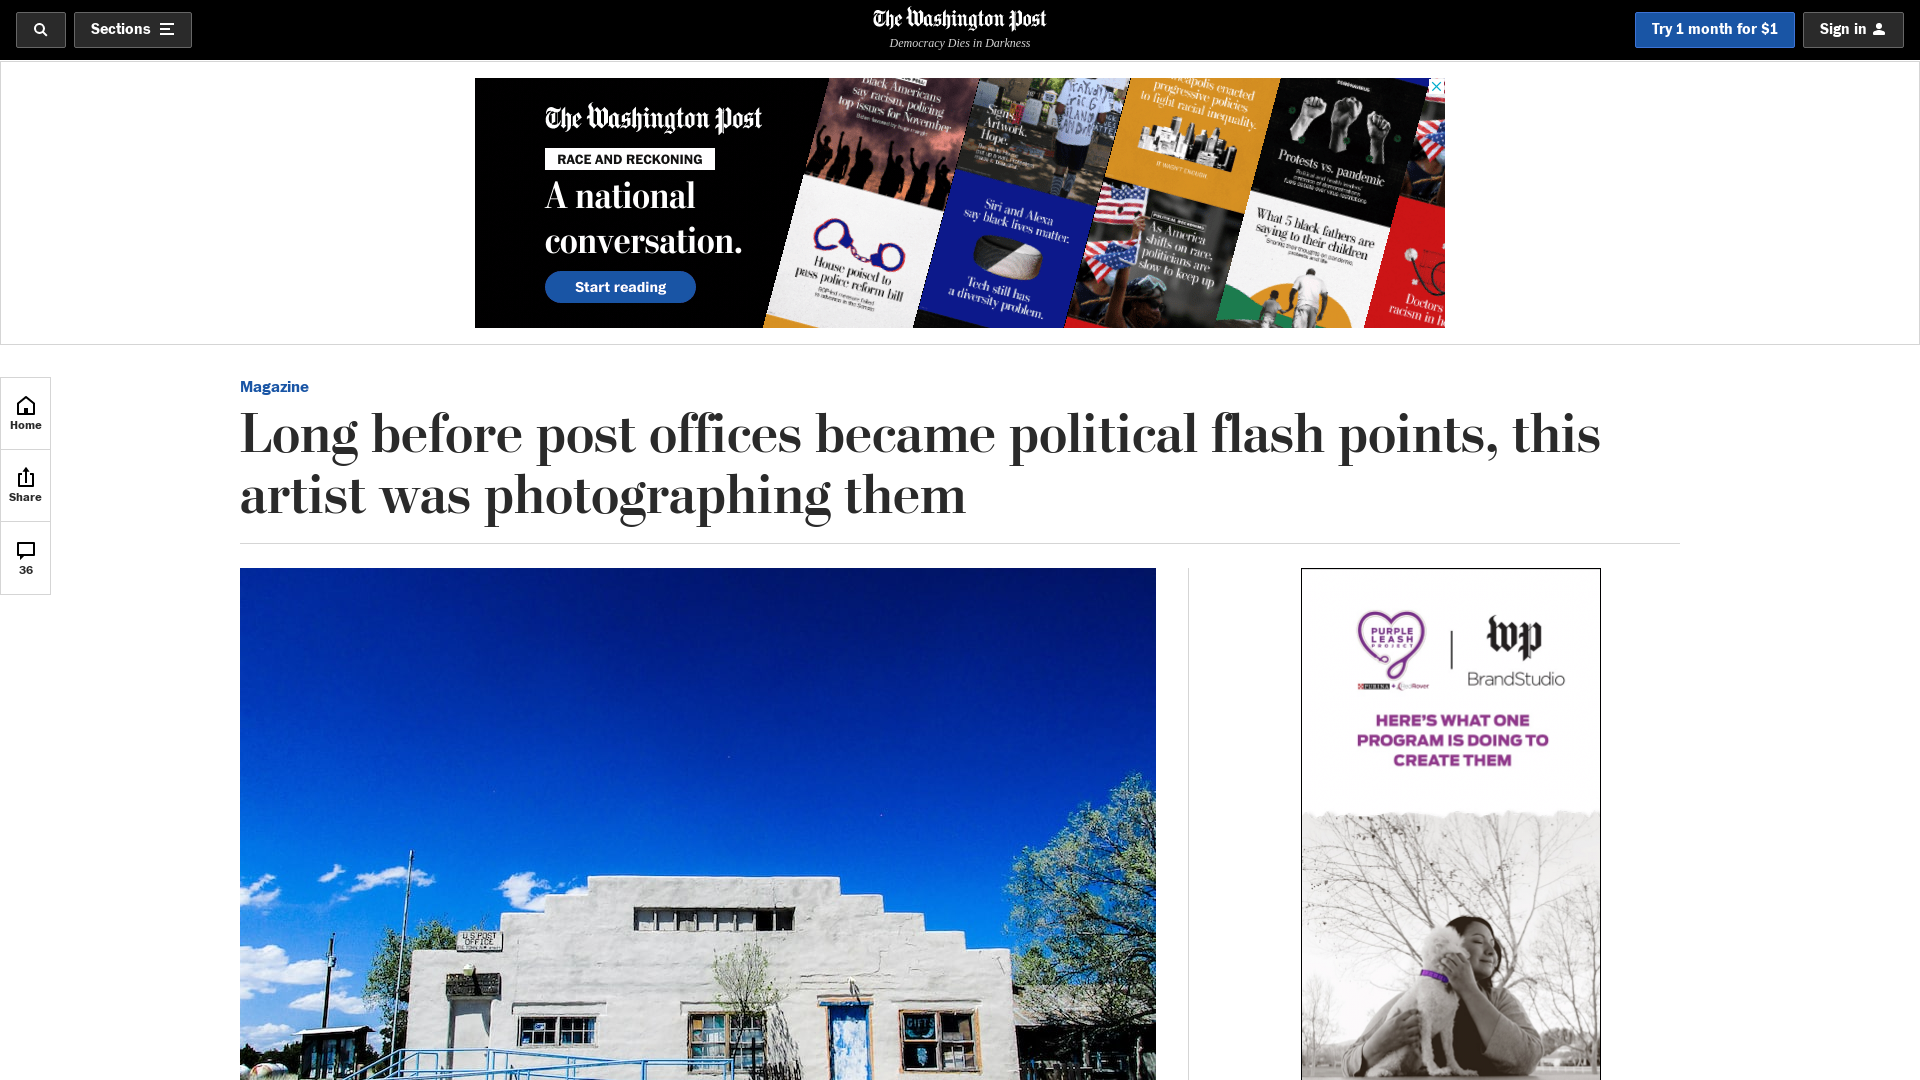 Sections
The Washington Post
Democracy Dies in Darkness
Try 1 month for $1
Sign in
The Washington Post
RACE AND RECKONING
A national
conversation.
Start reading
Black Americans
say racism, policing
top issues for November
Signs.
Artwork.
Hope.
progressive policies
to fight racial inequality.
IT WASN'T ENOUGH.
CORONAVIRUS
Protests vs. pandemic
House poised to
pass police reform bill
Siri and Alexa
say black lives matter.
Tech still has
a diversity problem.
As America
shifts on race,
politicians are
slow to keep up
What 5 black fathers are
saying to their children
Doctors
racism in
Home
Share
36
Magazine
Long before post offices became political flash points, this
artist was photographing them
U.S. POST
OFFICE
GIFTS
PURPLE
LEASH
PROJECT
PURINA
wp
BrandStudio
HERE'S WHAT ONE
PROGRAM IS DOING TO
CREATE THEM